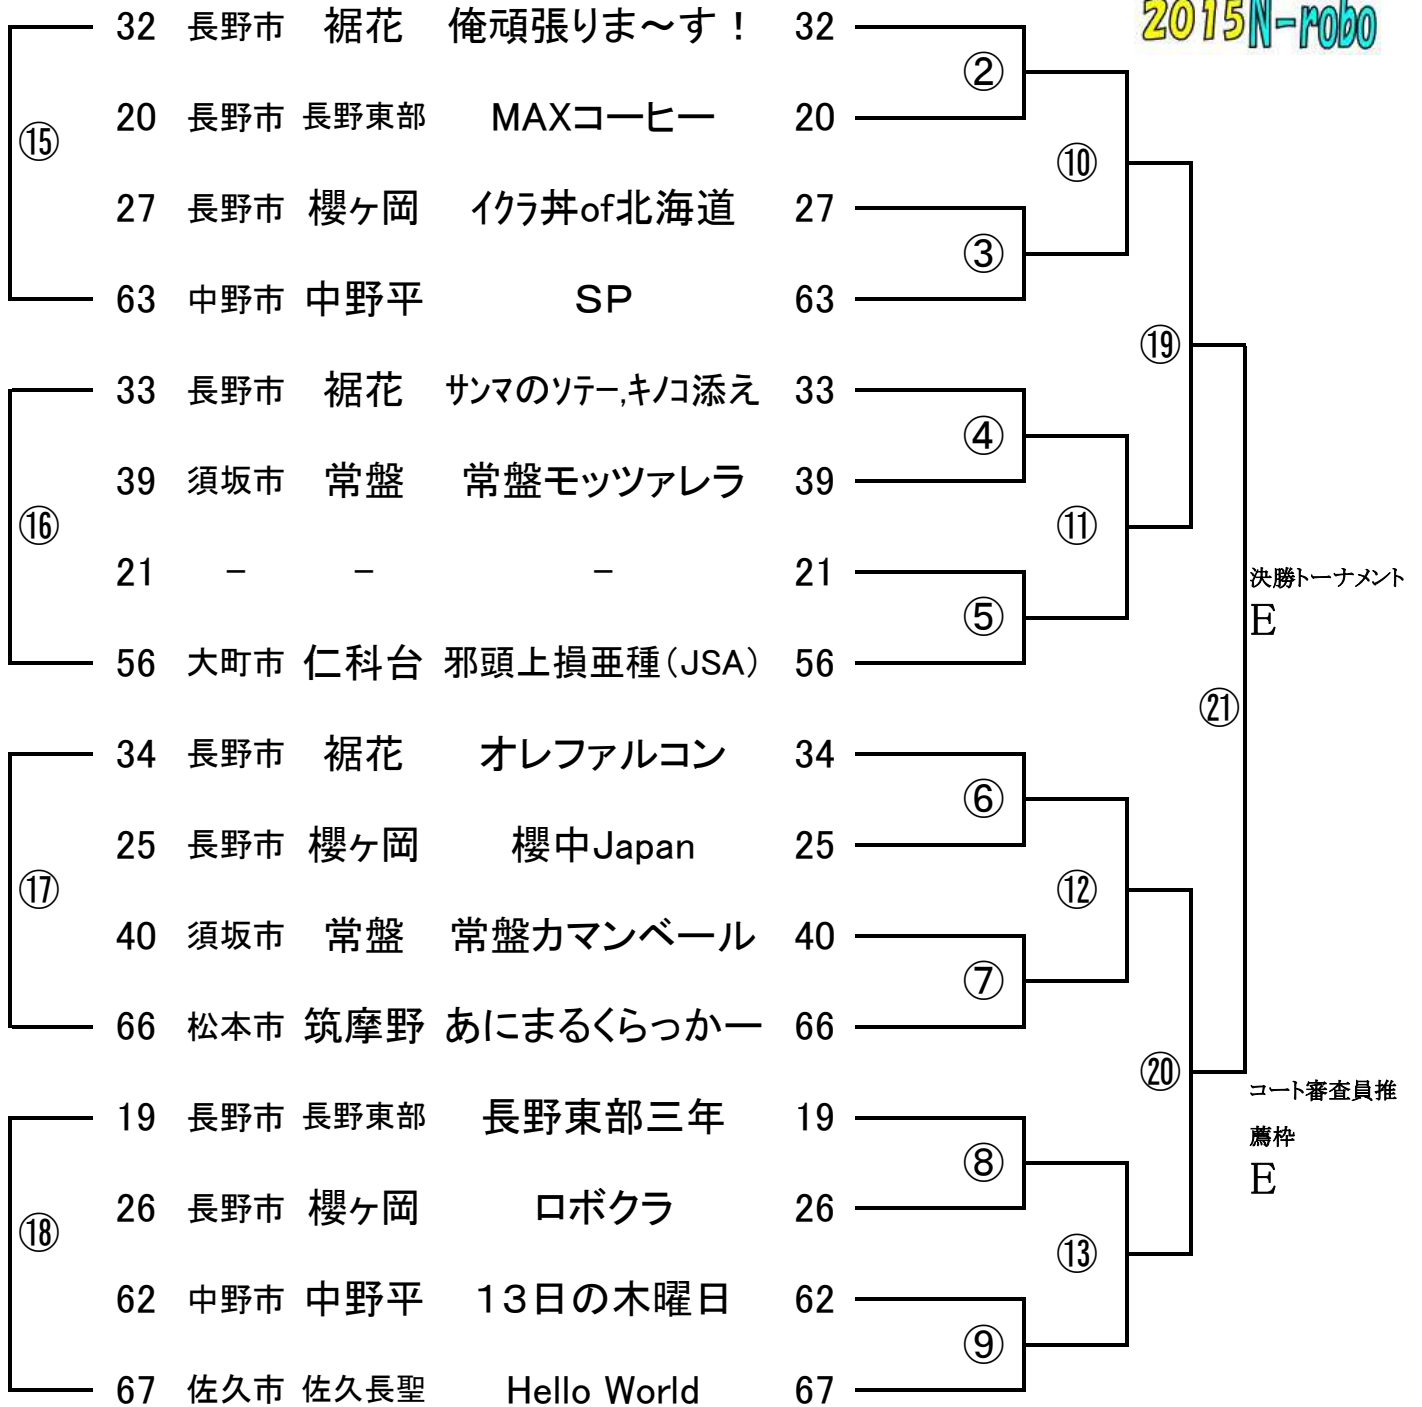 2015N-robo
32 長野市 裾花 俺頑張りま～す！ 32
②
20 長野市 長野東部 MAXコーヒー 20
⑮
⑩
27 長野市 櫻ヶ岡 ｲｸﾗ丼of北海道 27
③
63 中野市 中野平 SP 63
⑲
33 長野市 裾花 ｻﾝﾏのｿﾃｰ,ｷﾉｺ添え 33
④
39 須坂市 常盤 常盤モッツァレラ 39
⑯
⑪
21 － － － 21
決勝トーナメント
⑤
E
56 大町市 仁科台 邪頭上損亜種（JSA） 56
㉑
34 長野市 裾花 オレファルコン 34
⑥
25 長野市 櫻ヶ岡 櫻中Japan 25
⑰
⑫
40 須坂市 常盤 常盤カマンベール 40
⑦
66 松本市 筑摩野 あにまるくらっかー 66
⑳
コート審査員推
19 長野市 長野東部 長野東部三年 19
薦枠
⑧
E
26 長野市 櫻ヶ岡 ロボクラ 26
⑱
⑬
62 中野市 中野平 １３日の木曜日 62
⑨
67 佐久市 佐久長聖 Hello World 67